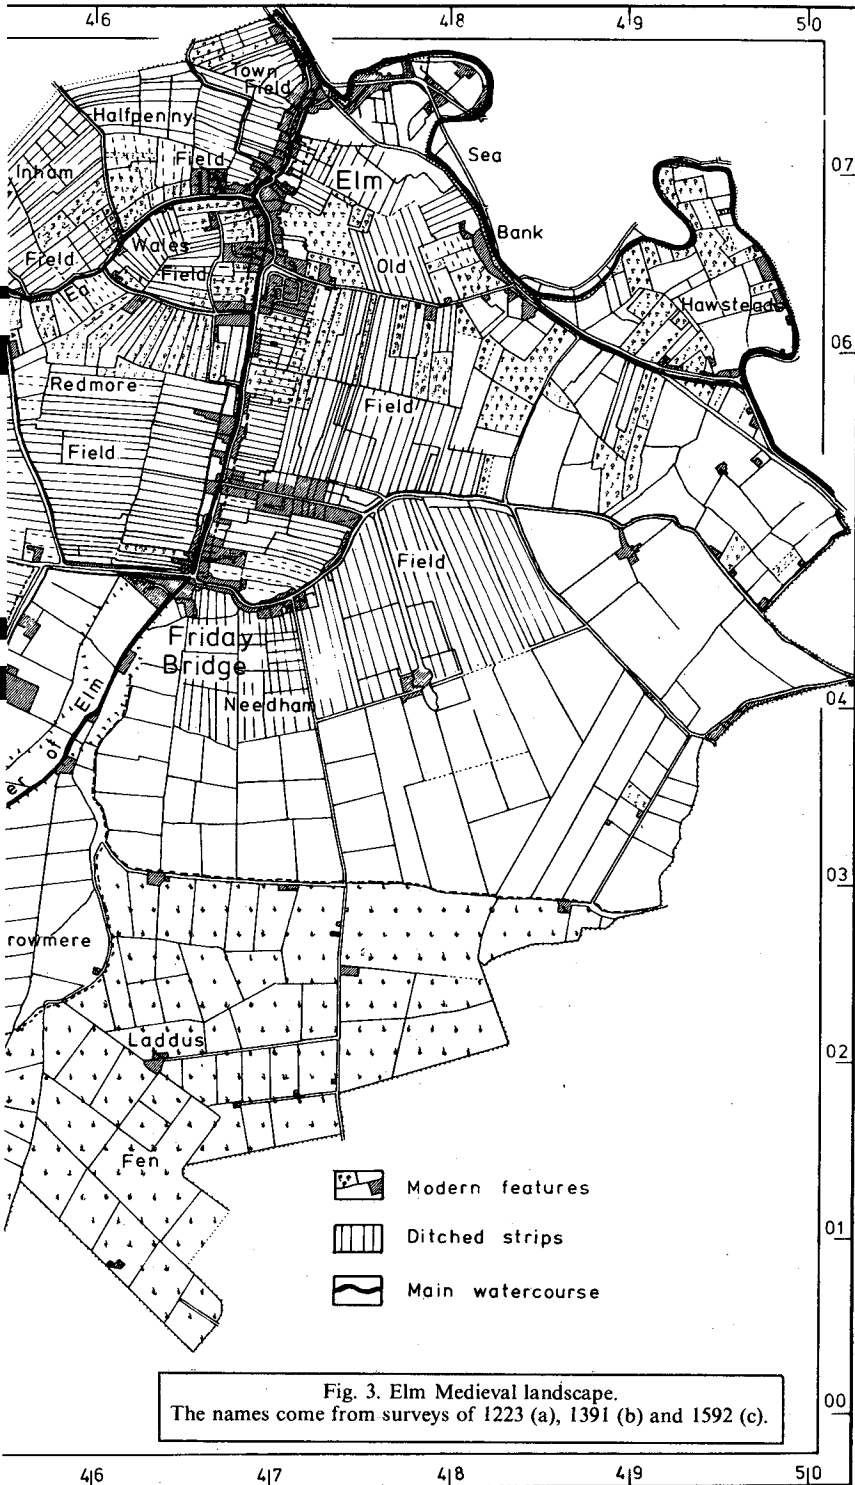 4|6 4|8 4|9 5|0
Town
Field
Halfpenny
Field
Inham
Field
Elm
Sea
Bank
07
Wales
Field
Ea
Old
Field
Hawsteads
06
Redmore
Field
Field
Friday
Bridge
Needham
er of Elm
04
03
rowmere
Laddus
02
Fen
Modern features
Ditched strips
01
Main watercourse
Fig. 3. Elm Medieval landscape.
The names come from surveys of 1223 (a), 1391 (b) and 1592 (c).
00
4|6 4|7 4|8 4|9 5|0